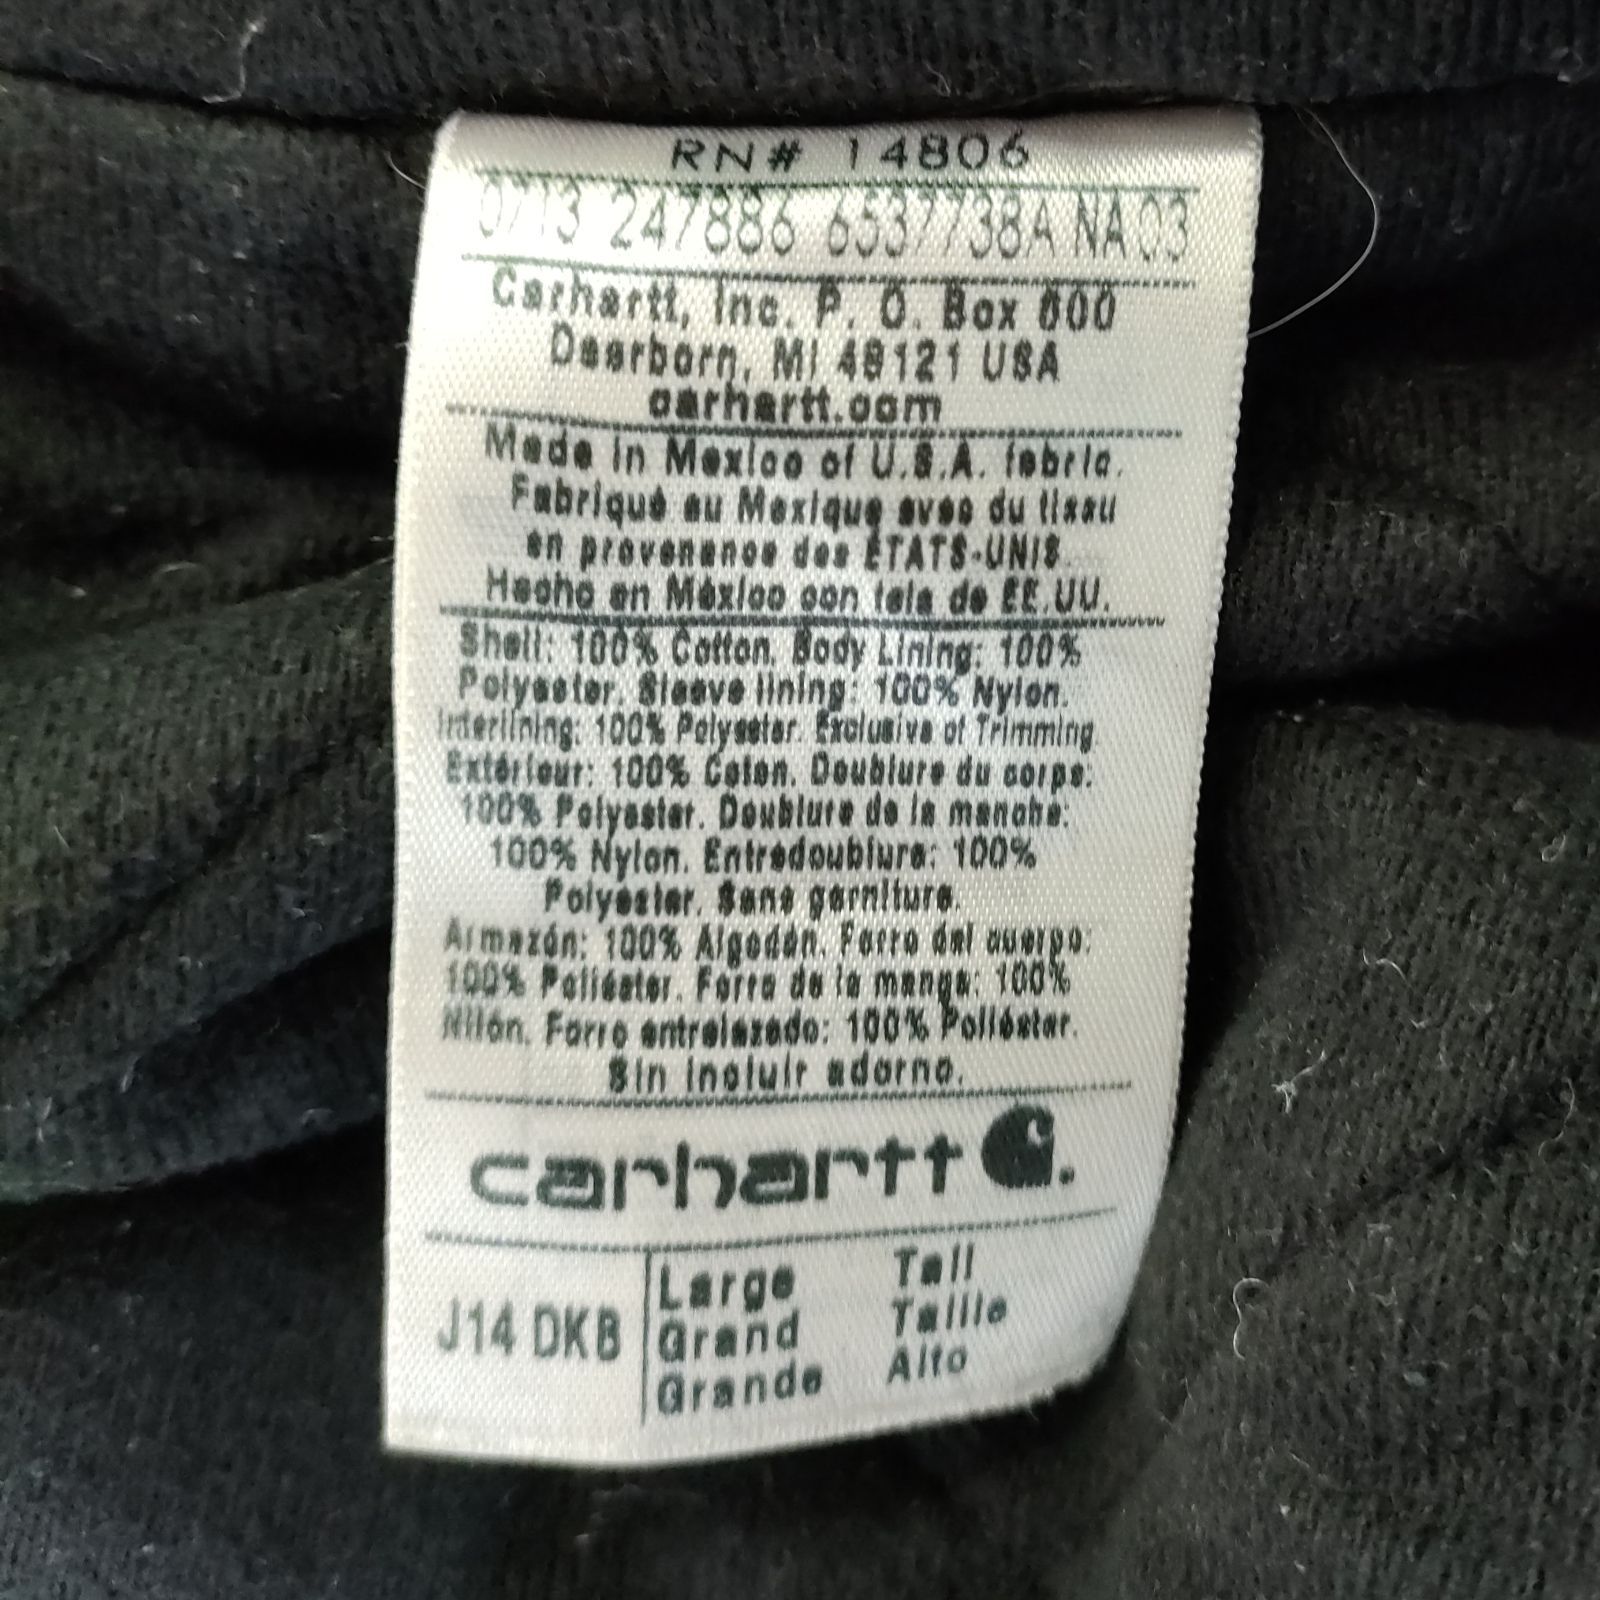 RN# 14806
0713 247886 6537738A NA 03
Carhartt, Inc. P. O. Box 600
Dearborn, MI 48121 USA
carhartt.com
Made in Mexico of U.S.A. fabric.
Fabriqué au Mexique avec du tissu
en provenance des ÉTATS-UNIS.
Hecho en México con tela de EE.UU.
Shell: 100% Cotton. Body Lining: 100%
Polyester. Sleeve lining: 100% Nylon.
Interlining: 100% Polyester. Exclusive of Trimming
Extérieur: 100% Coton. Doublure du corps:
100% Polyester. Doublure de la manche:
100% Nylon. Entredoublure: 100%
Polyester. Sans garniture.
Armazón: 100% Algodón. Forro del cuerpo:
100% Poliéster. Forro de la manga: 100%
Nilón. Forro entrelazado: 100% Poliéster.
Sin incluir adorno.
carhartt
J14 DKB
Large Tall
Grand Taille
Grande Alto